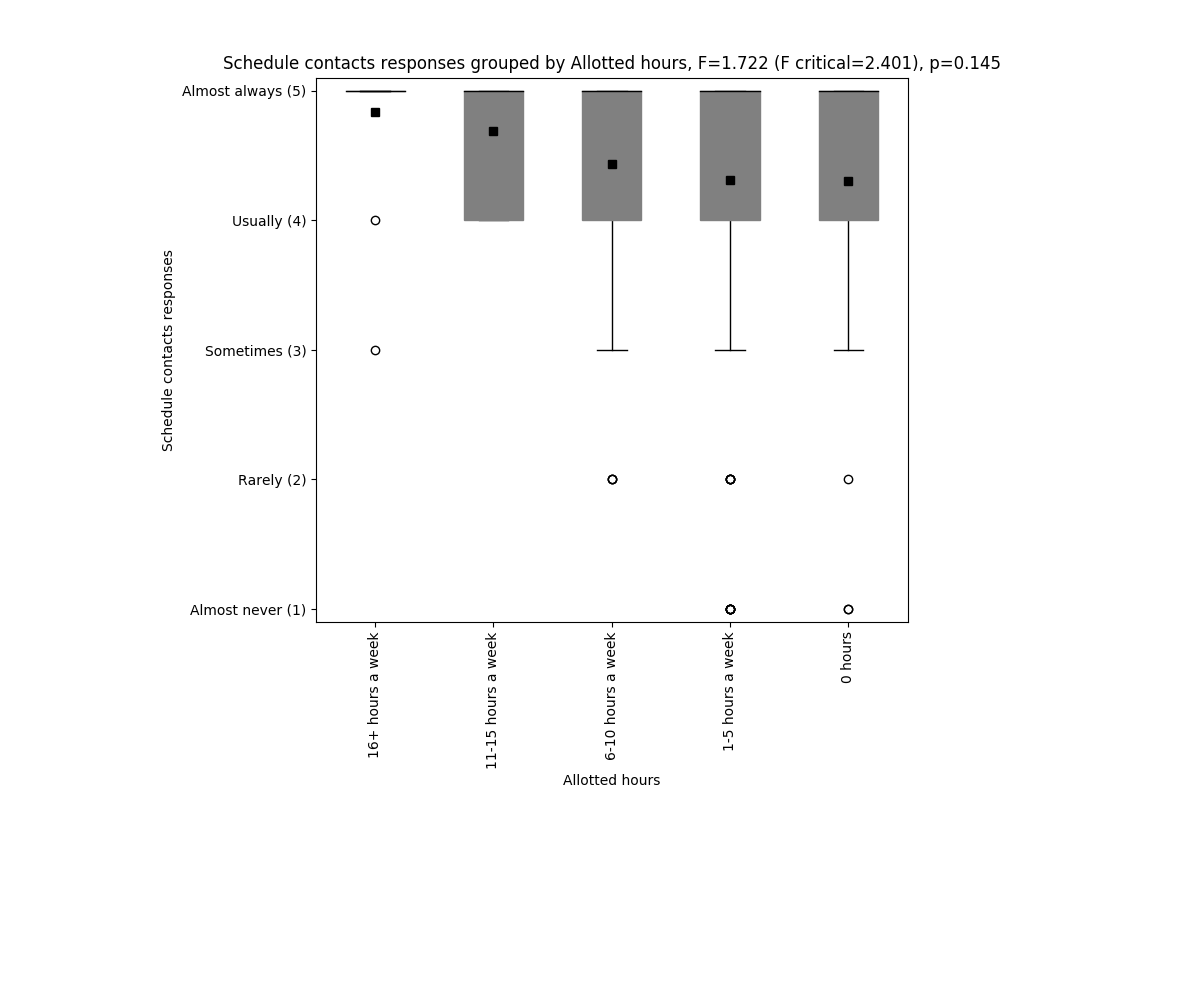 Schedule contacts responses grouped by Allotted hours, F=1.722 (F critical=2.401), p=0.145
Almost always (5)
Usually (4)
Sometimes (3)
Rarely (2)
Almost never (1)
Schedule contacts responses
16+ hours a week
11-15 hours a week
6-10 hours a week
1-5 hours a week
0 hours
Allotted hours